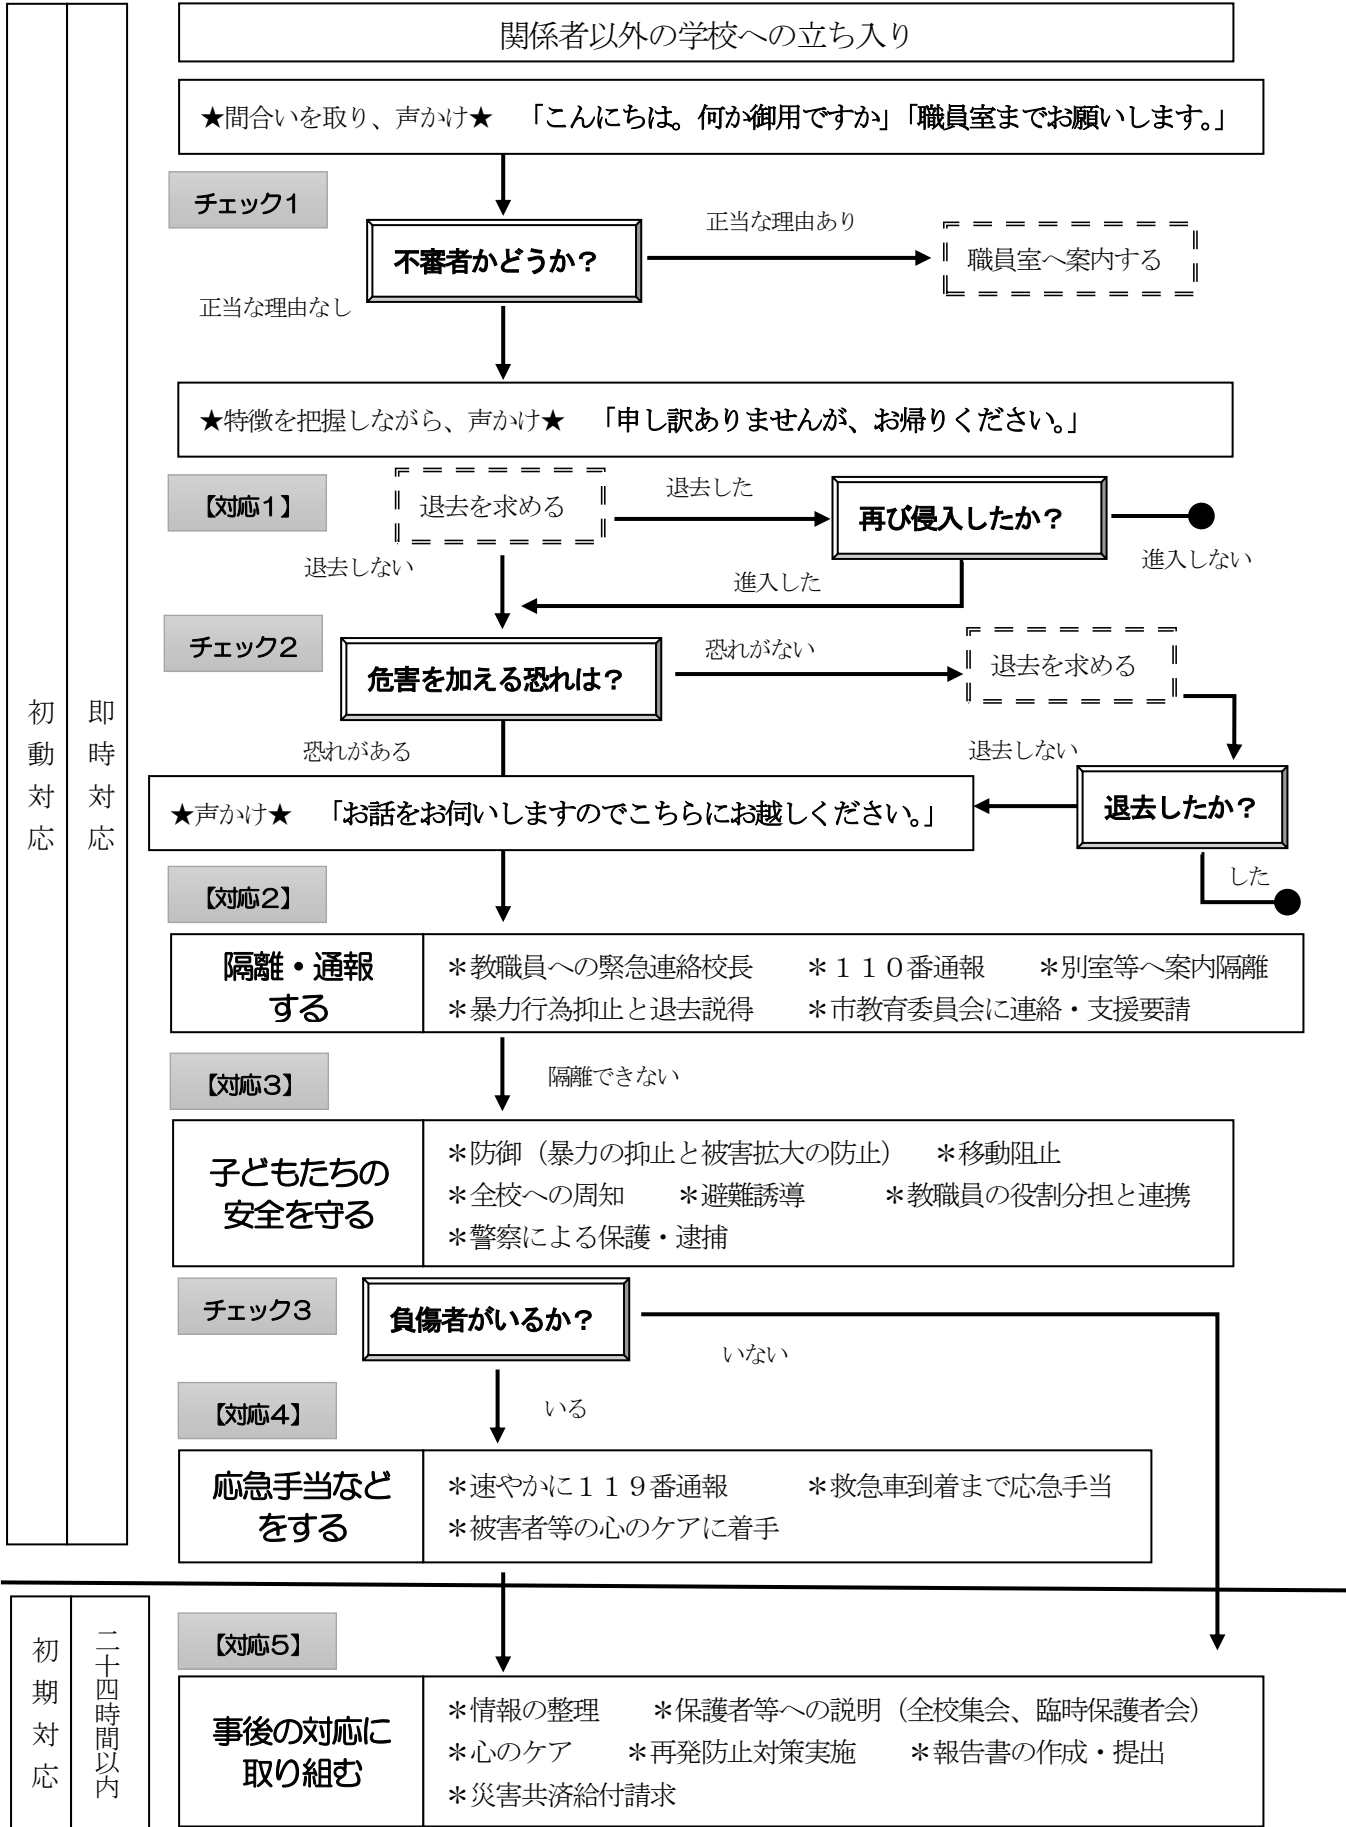 関係者以外の学校への立ち入り
★間合いを取り、声かけ★　「こんにちは。何か御用ですか」「職員室までお願いします。」
チェック１
不審者かどうか？
正当な理由あり
職員室へ案内する
正当な理由なし
★特徴を把握しながら、声かけ★　「申し訳ありませんが、お帰りください。」
【対応１】
退去を求める
退去した
再び侵入したか？
進入しない
退去しない
進入した
チェック２
危害を加える恐れは？
恐れがない
退去を求める
恐れがある
退去しない
退去したか？
★声かけ★　「お話をお伺いしますのでこちらにお越しください。」
した
【対応２】
隔離・通報
する
＊教職員への緊急連絡校長　＊１１０番通報　＊別室等へ案内隔離
＊暴力行為抑止と退去説得　＊市教育委員会に連絡・支援要請
【対応３】
隔離できない
子どもたちの
安全を守る
＊防御（暴力の抑止と被害拡大の防止）　＊移動阻止
＊全校への周知　＊避難誘導　＊教職員の役割分担と連携
＊警察による保護・逮捕
チェック３
負傷者がいるか？
いない
【対応４】
いる
応急手当など
をする
＊速やかに１１９番通報　＊救急車到着まで応急手当
＊被害者等の心のケアに着手
初動対応
即時対応
【対応５】
事後の対応に
取り組む
＊情報の整理　＊保護者等への説明（全校集会、臨時保護者会）
＊心のケア　＊再発防止対策実施　＊報告書の作成・提出
＊災害共済給付請求
初期対応
二十四時間以内